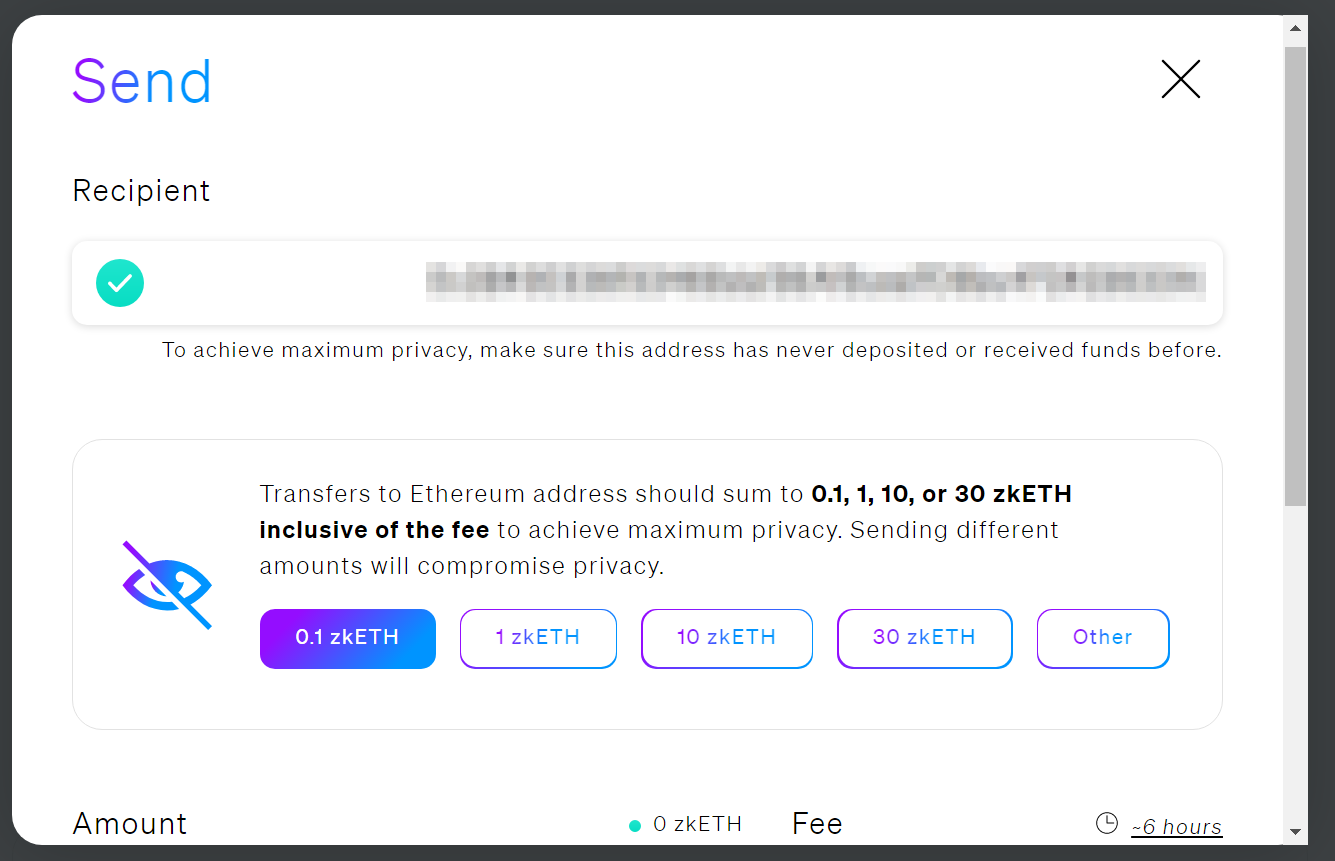 Send
Recipient
To achieve maximum privacy, make sure this address has never deposited or received funds before.
Transfers to Ethereum address should sum to 0.1, 1, 10, or 30 zkETH
inclusive of the fee to achieve maximum privacy. Sending different
amounts will compromise privacy.
0.1 zkETH 1 zkETH 10 zkETH 30 zkETH Other
Amount 0 zkETH Fee ~6 hours